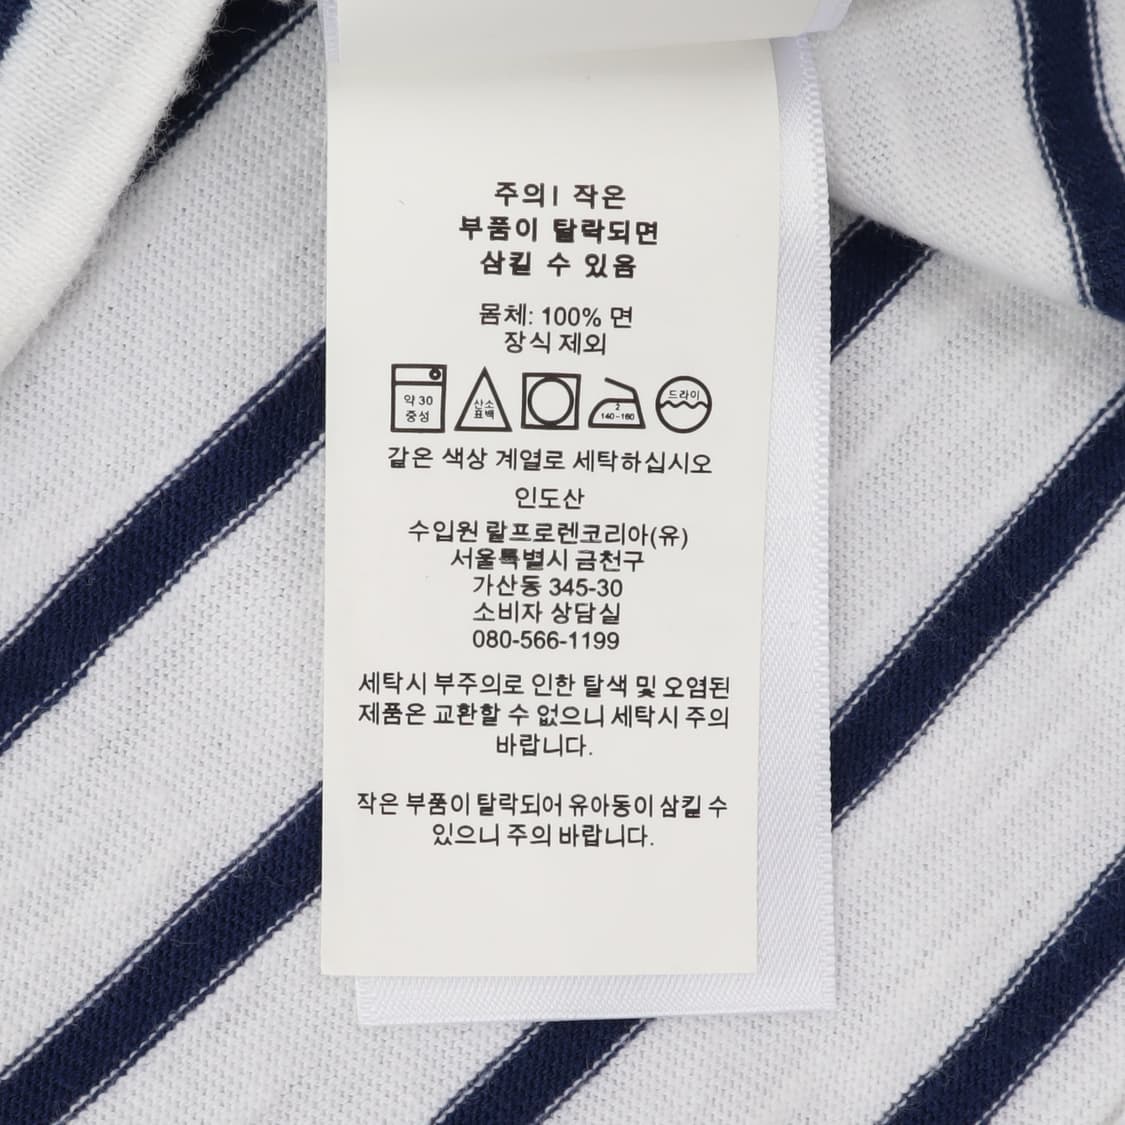 주의! 작은
부품이 탈락되면
삼킬 수 있음
몸체: 100% 면
장식 제외
약 30
중성
산소
표백
2
140~160
드라이
같은 색상 계열로 세탁하십시오
인도산
수입원 랄프로렌코리아(유)
서울특별시 금천구
가산동 345-30
소비자 상담실
080-566-1199
세탁시 부주의로 인한 탈색 및 오염된
제품은 교환할 수 없으니 세탁시 주의
바랍니다.
작은 부품이 탈락되어 유아동이 삼킬 수
있으니 주의 바랍니다.